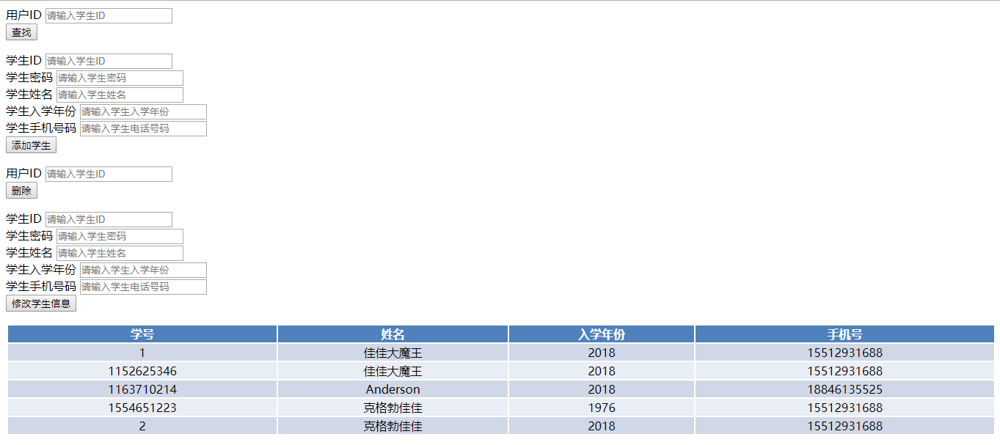 用户ID 请输入学生ID
查找
学生ID 请输入学生ID
学生密码 请输入学生密码
学生姓名 请输入学生姓名
学生入学年份 请输入学生入学年份
学生手机号码 请输入学生电话号码
添加学生
用户ID 请输入学生ID
删除
学生ID 请输入学生ID
学生密码 请输入学生密码
学生姓名 请输入学生姓名
学生入学年份 请输入学生入学年份
学生手机号码 请输入学生电话号码
修改学生信息
学号 姓名 入学年份 手机号
1 佳佳大魔王 2018 15512931688
1152625346 佳佳大魔王 2018 15512931688
1163710214 Anderson 2018 18846135525
1554651223 克格勃佳佳 1976 15512931688
2 克格勃佳佳 2018 15512931688